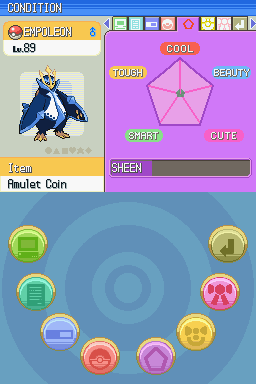 CONDITION
EMPOLEON
Lv.89
COOL
TOUGH
BEAUTY
SMART
CUTE
SHEEN
Item
Amulet Coin